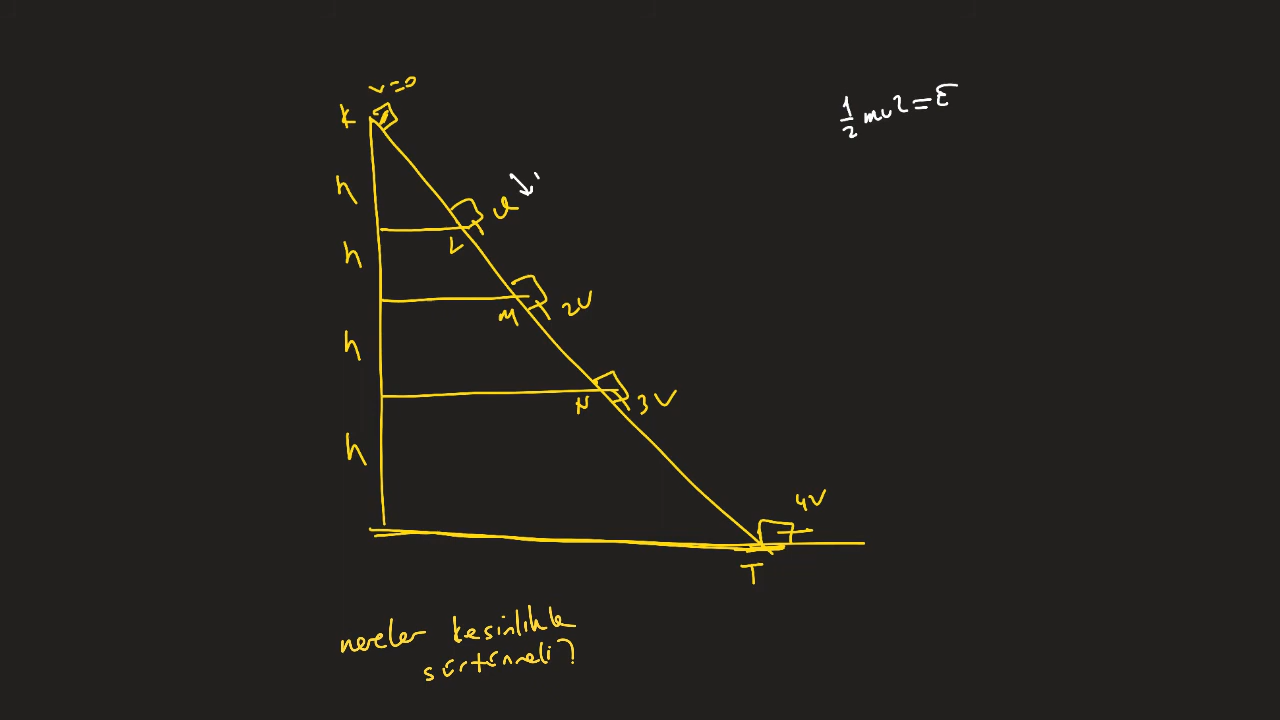 v=0
K
½mv²=E
h
v
L
h
M
2V
h
N
3V
h
4V
T
nereler kesinlikle
sürtünmeli?